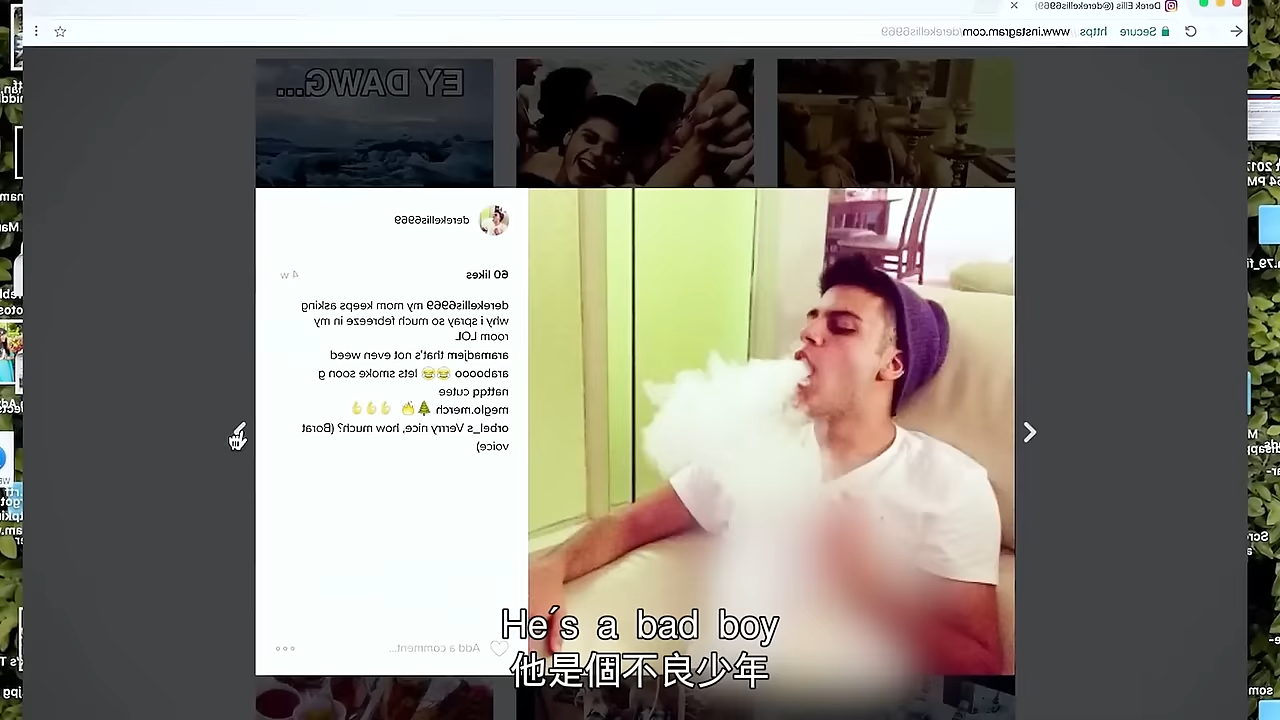 Derek Ellis (@derekellis6969)
Secure https www.instagram.com/derekellis6969
EY DAWG...
derekellis6969
60 likes
4 w
derekellis6969 my mom keeps asking
why i spray so much febreeze in my
room LOL
aramadjem that's not even weed
araboooo 😂😂 lets smoke soon g
nattqq cutee
meglo.merch 🌲🔥 👌👌👌
orbel_s Verrry nice, how much? (Borat
voice)
Add a comment...
He´s a bad boy
他是個不良少年